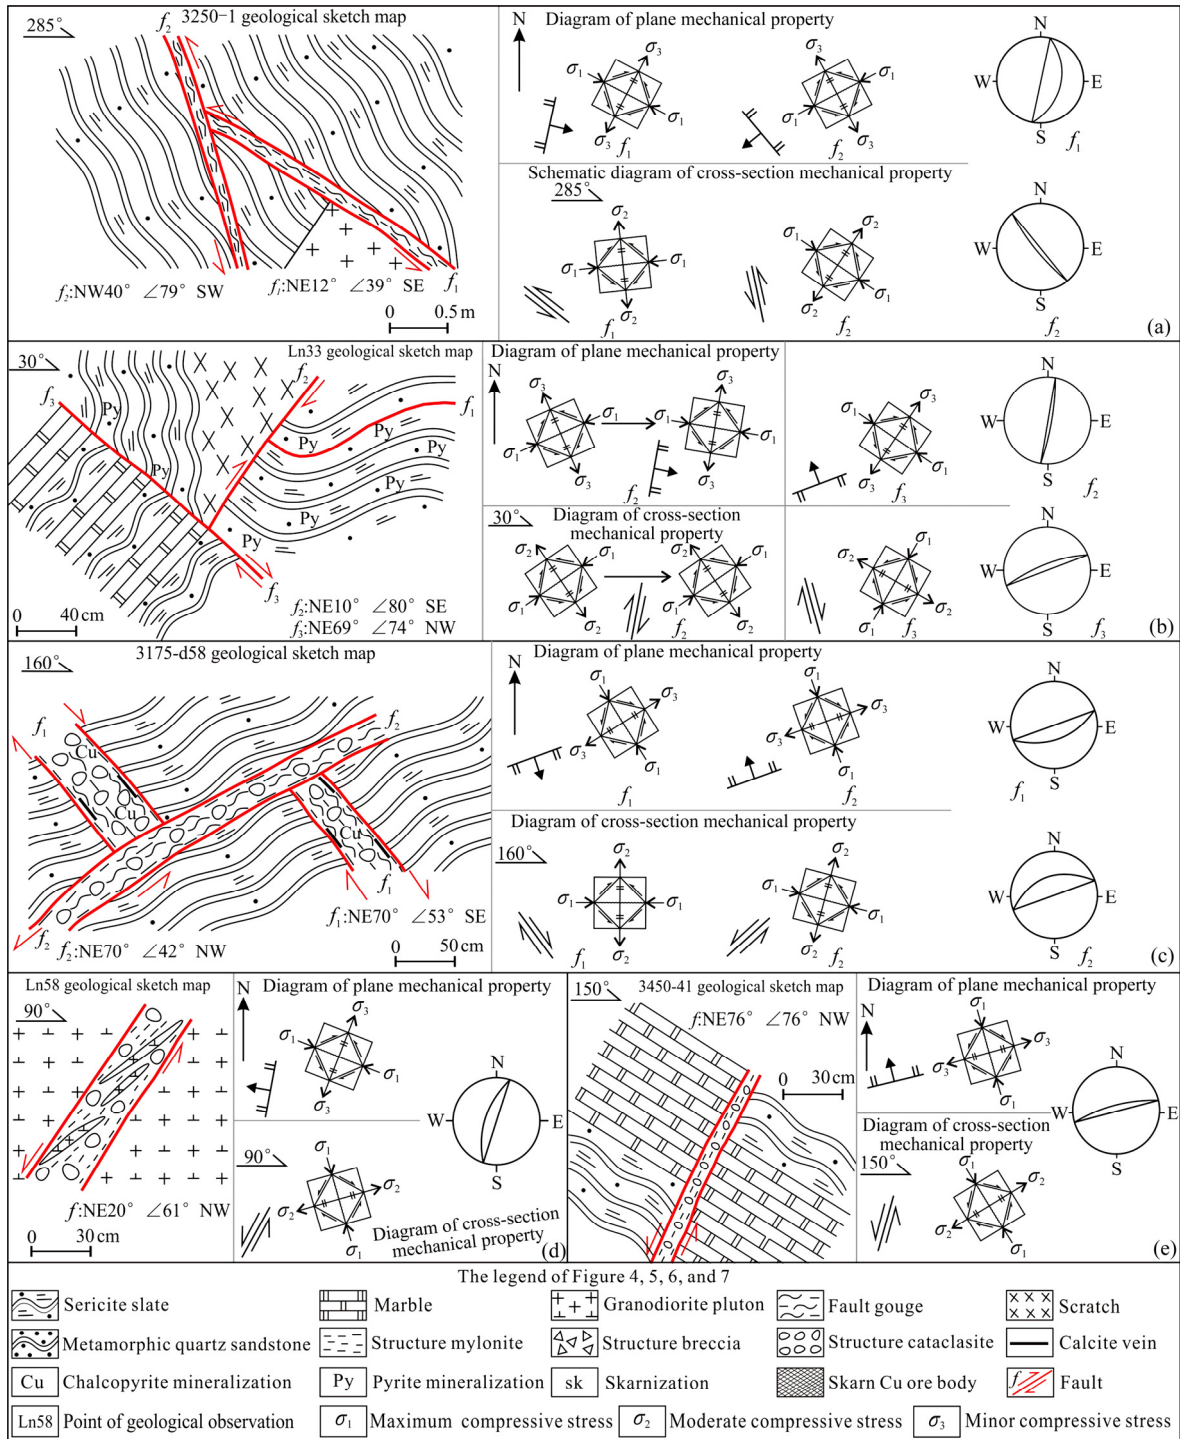 3250-1 geological sketch map
285°
f2
f1
f2:NW40° ∠79° SW
f1:NE12° ∠39° SE
0 0.5 m
N
Diagram of plane mechanical property
σ3
σ1
σ1
σ3
f1
σ3
σ1
σ1
σ3
f2
Schematic diagram of cross-section mechanical property
285°
σ2
σ1
σ1
σ2
f1
σ2
σ1
σ1
σ2
f2
N
W E
S
f1
N
W E
S
f2
(a)
Ln33 geological sketch map
30°
f3
f2
f1
Py
Py
Py
Py
Py
Py
Py
f3
0 40 cm
f2:NE10° ∠80° SE
f3:NE69° ∠74° NW
Diagram of plane mechanical property
N
σ3
σ1
σ1
σ3
σ3
σ1
σ1
σ3
f2
σ3
σ1
σ1
σ3
f3
30°
Diagram of cross-section
mechanical property
σ2
σ1
σ1
σ2
σ2
σ1
σ1
σ2
f2
σ1
σ2
σ2
σ1
f3
N
W E
S
f2
N
W E
S
f3
(b)
3175-d58 geological sketch map
160°
f1
f2
Cu
Cu
Cu
f1
f2
f1:NE70° ∠53° SE
f2:NE70° ∠42° NW
0 50 cm
Diagram of plane mechanical property
N
σ1
σ3
σ3
σ1
f1
σ1
σ3
σ3
σ1
f2
Diagram of cross-section mechanical property
160°
σ2
σ1
σ1
σ2
f1
σ2
σ1
σ1
σ2
f2
N
W E
S
f1
N
W E
S
f2
(c)
Ln58 geological sketch map
90°
f:NE20° ∠61° NW
0 30 cm
N
Diagram of plane mechanical property
σ3
σ1
σ1
σ3
90°
σ1
σ2
σ2
σ1
Diagram of cross-section
mechanical property
N
W E
S
(d)
150°
3450-41 geological sketch map
f:NE76° ∠76° NW
0 30 cm
Diagram of plane mechanical property
N
σ1
σ3
σ3
σ1
Diagram of cross-section
mechanical property
150°
σ1
σ2
σ2
σ1
N
W E
S
(e)
The legend of Figure 4, 5, 6, and 7
Sericite slate
Marble
Granodiorite pluton
Fault gouge
Scratch
Metamorphic quartz sandstone
Structure mylonite
Structure breccia
Structure cataclasite
Calcite vein
Cu Chalcopyrite mineralization
Py Pyrite mineralization
sk Skarnization
Skarn Cu ore body
f Fault
Ln58 Point of geological observation
σ1 Maximum compressive stress
σ2 Moderate compressive stress
σ3 Minor compressive stress